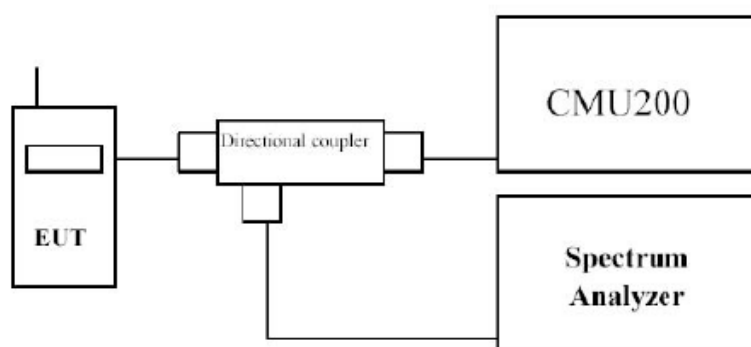 CMU200
Directional coupler
EUT
Spectrum
Analyzer